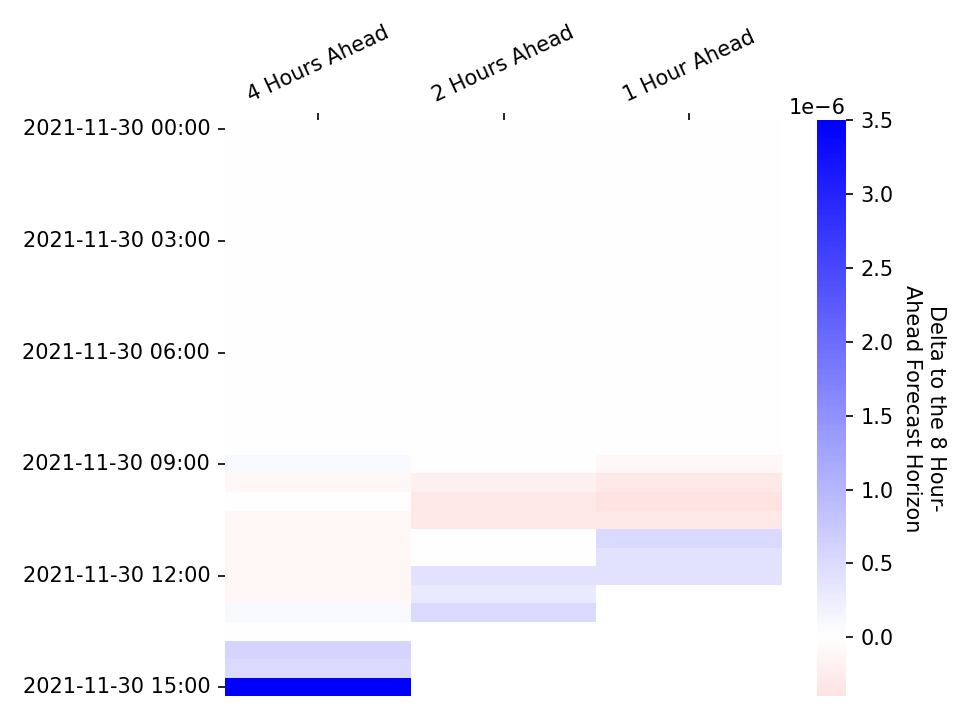 4 Hours Ahead
2 Hours Ahead
1 Hour Ahead
1e−6
2021-11-30 00:00
2021-11-30 03:00
2021-11-30 06:00
2021-11-30 09:00
2021-11-30 12:00
2021-11-30 15:00
3.5
3.0
2.5
2.0
1.5
1.0
0.5
0.0
Delta to the 8 Hour-
Ahead Forecast Horizon